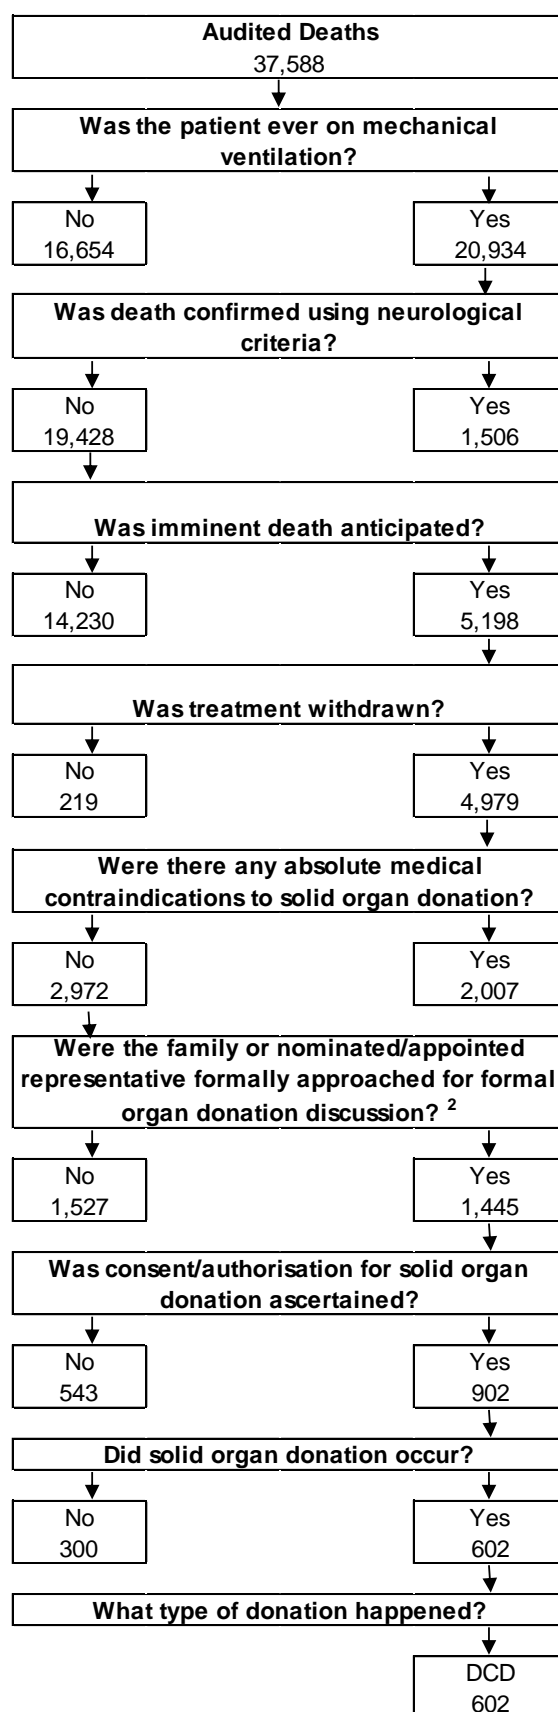 Audited Deaths
37,588
Was the patient ever on mechanical
ventilation?
No
16,654
Yes
20,934
Was death confirmed using neurological
criteria?
No
19,428
Yes
1,506
Was imminent death anticipated?
No
14,230
Yes
5,198
Was treatment withdrawn?
No
219
Yes
4,979
Were there any absolute medical
contraindications to solid organ donation?
No
2,972
Yes
2,007
Were the family or nominated/appointed
representative formally approached for formal
organ donation discussion? ²
No
1,527
Yes
1,445
Was consent/authorisation for solid organ
donation ascertained?
No
543
Yes
902
Did solid organ donation occur?
No
300
Yes
602
What type of donation happened?
DCD
602